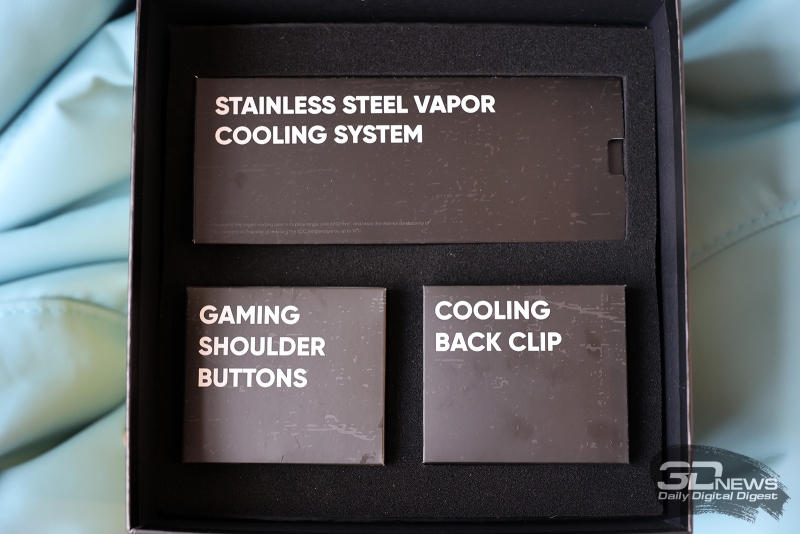 STAINLESS STEEL VAPOR
COOLING SYSTEM
GAMING
SHOULDER
BUTTONS
COOLING
BACK CLIP
3DNEWS
Daily Digital Digest